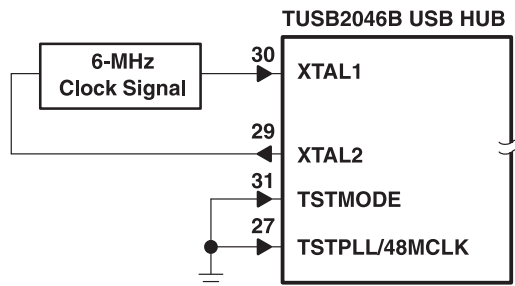 TUSB2046B USB HUB
6-MHz
Clock Signal
30
XTAL1
29
XTAL2
31
TSTMODE
27
TSTPLL/48MCLK